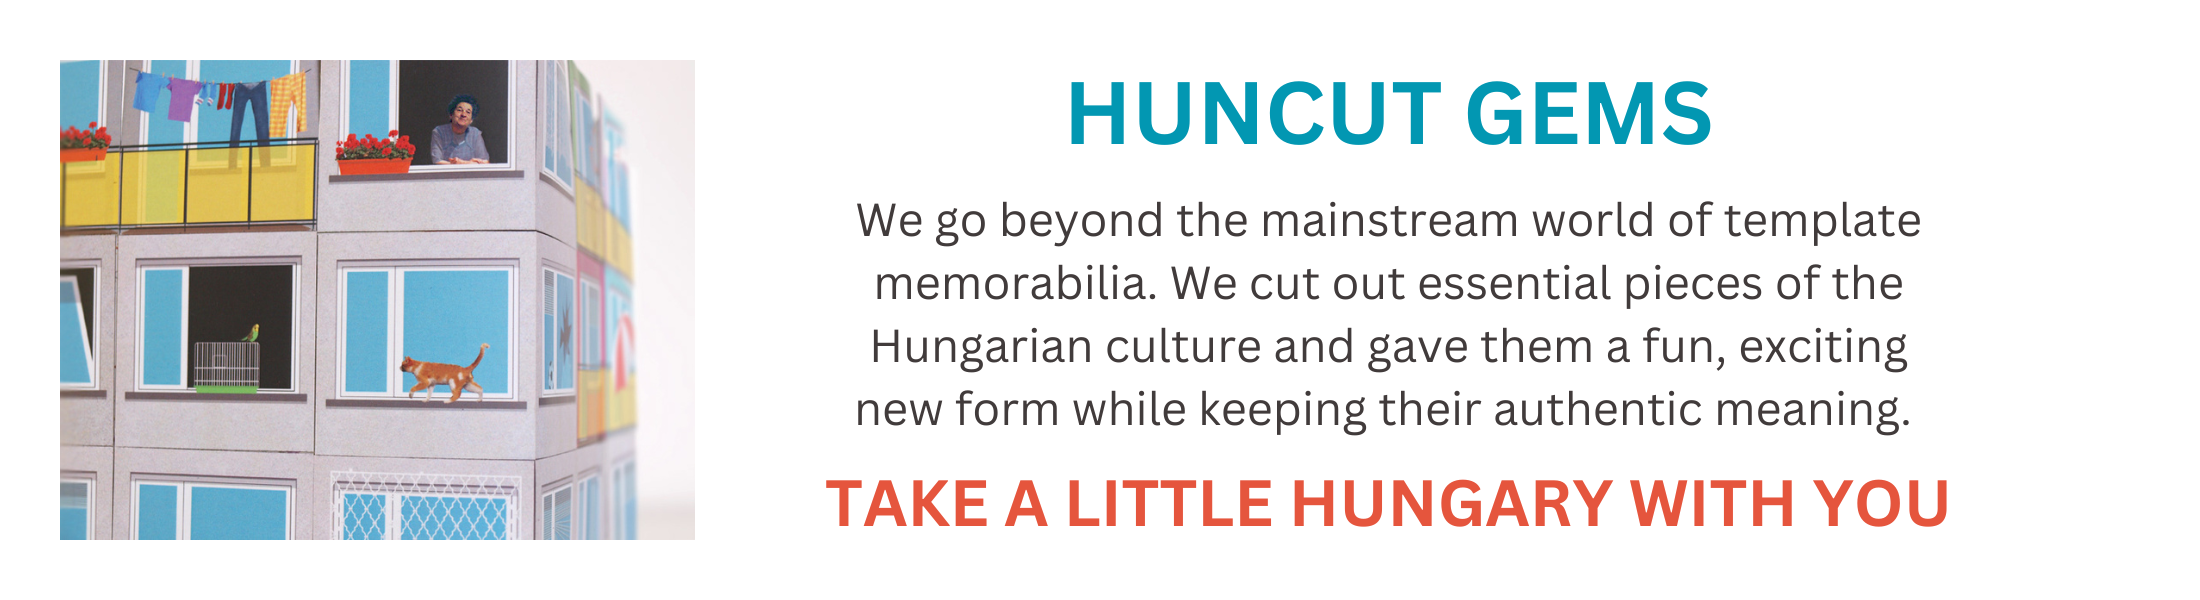 HUNCUT GEMS
We go beyond the mainstream world of template
memorabilia. We cut out essential pieces of the
Hungarian culture and gave them a fun, exciting
new form while keeping their authentic meaning.
TAKE A LITTLE HUNGARY WITH YOU